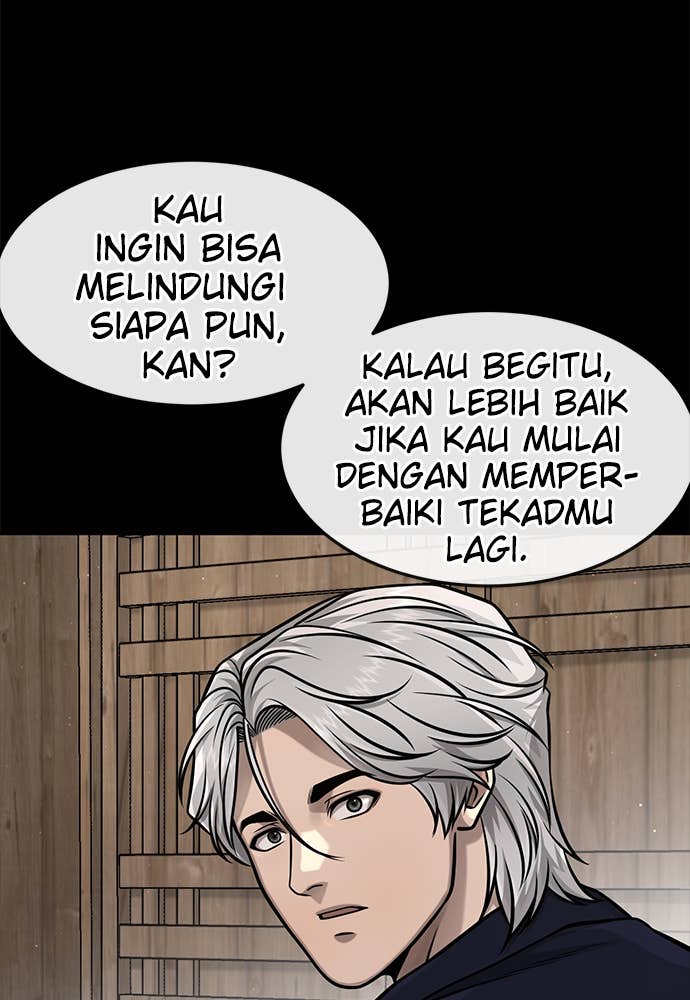 KAU
INGIN BISA
MELINDUNGI
SIAPA PUN,
KAN?
KALAU BEGITU,
AKAN LEBIH BAIK
JIKA KAU MULAI
DENGAN MEMPER-
BAIKI TEKADMU
LAGI.